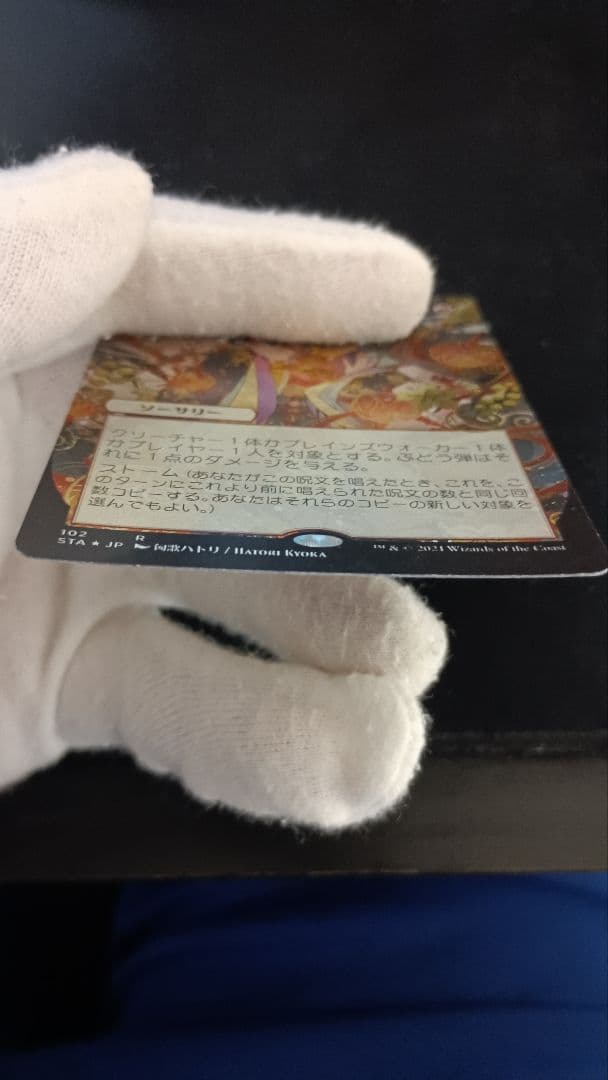 ソーサリー
クリーチャー１体かプレインズウォーカー１体
かプレイヤー１人を対象とする。ぶどう弾はそ
れに１点のダメージを与える。
ストーム（あなたがこの呪文を唱えたとき、これを、こ
のターンにこれより前に唱えられた呪文の数と同じ回
数コピーする。あなたはそれらのコピーの新しい対象を
選んでもよい。）
102 R
STA ★ JP 匈歌ハトリ / HATORI KYOKA
™ & © 2021 Wizards of the Coast